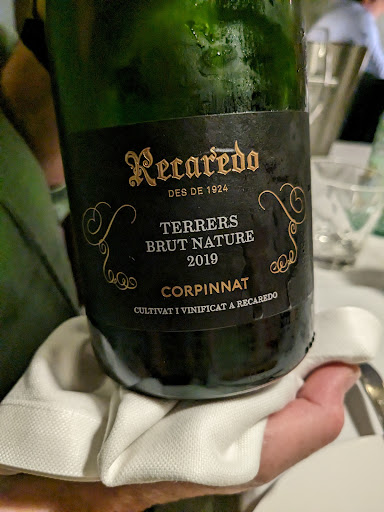 Recaredo
DES DE 1924
TERRERS
BRUT NATURE
2019
CORPINNAT
CULTIVAT I VINIFICAT A RECAREDO